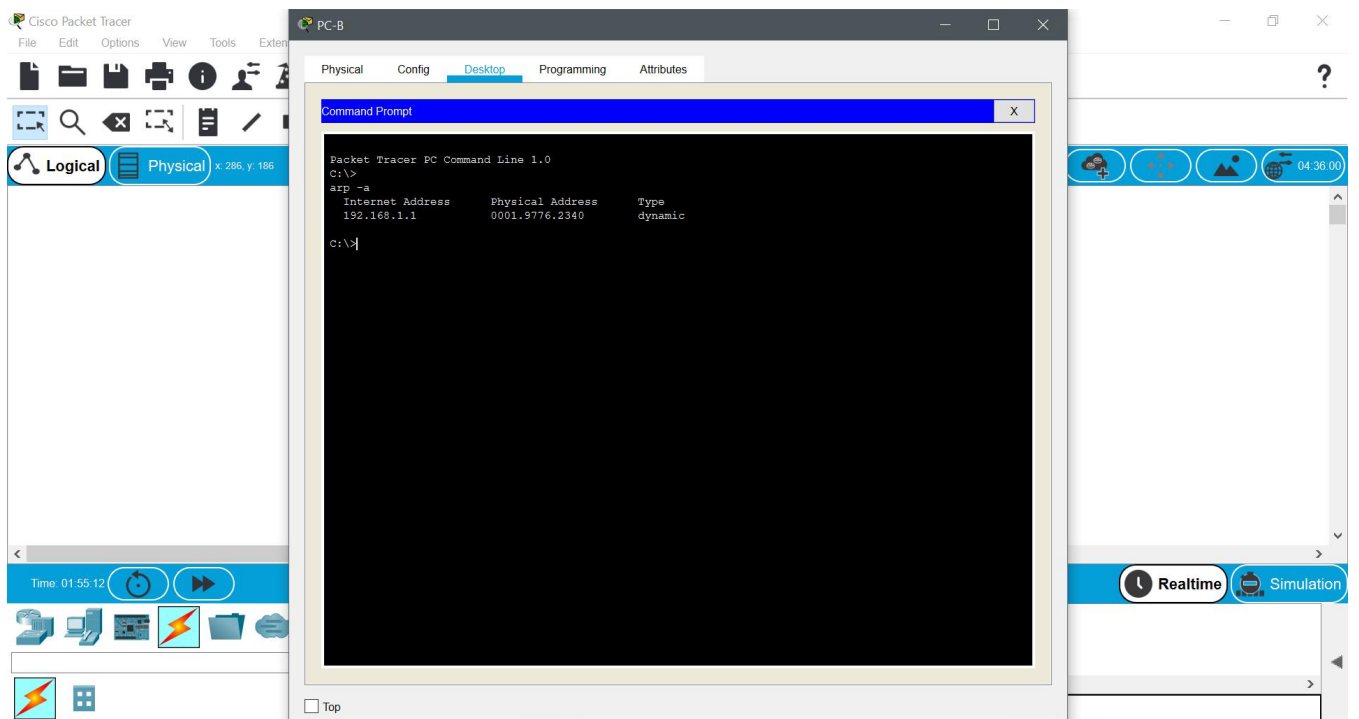 Cisco Packet Tracer
File Edit Options View Tools Exten
PC-B
Physical Config Desktop Programming Attributes
?
Command Prompt
X
Logical
Physical
x: 286, y: 186
04:36:00
Packet Tracer PC Command Line 1.0
C:\>
arp -a
Internet Address Physical Address Type
192.168.1.1 0001.9776.2340 dynamic
C:\>
Time: 01:55:12
Realtime
Simulation
Top